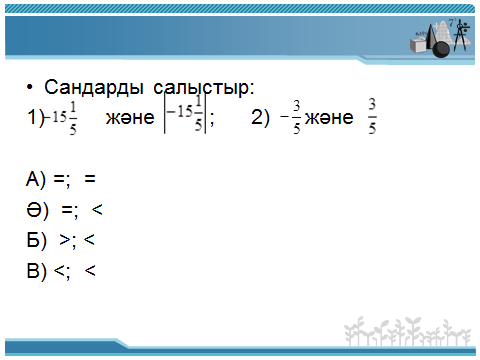 • Сандарды салыстыр:
1) -15 1/5 және |-15 1/5|; 2) -3/5 және 3/5
А) =; =
Ә) =; <
Б) >; <
В) <; <